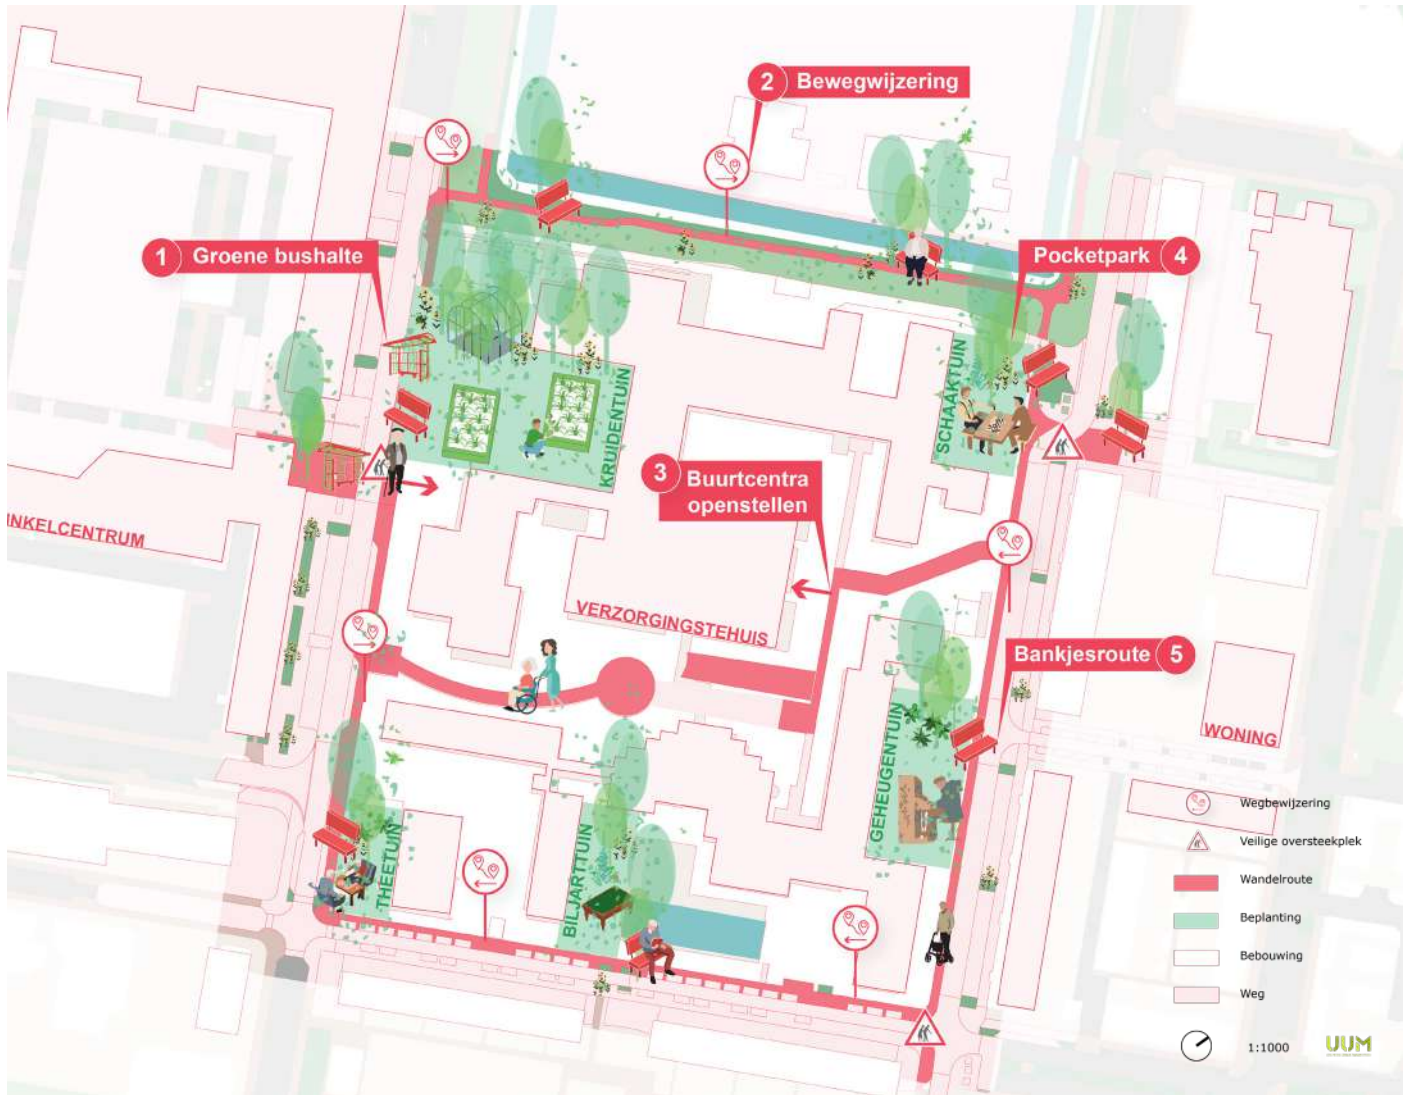 2 Bewegwijzering
1 Groene bushalte
Pocketpark 4
KRUIDENTUIN
SCHAAKTUIN
3 Buurtcentra
openstellen
INKELCENTRUM
VERZORGINGSTEHUIS
Bankjesroute 5
GEHEUGENTUIN
WONING
THEETUIN
BILJARTTUIN
Wegbewijzering
Veilige oversteekplek
Wandelroute
Beplanting
Bebouwing
Weg
1:1000
UUM